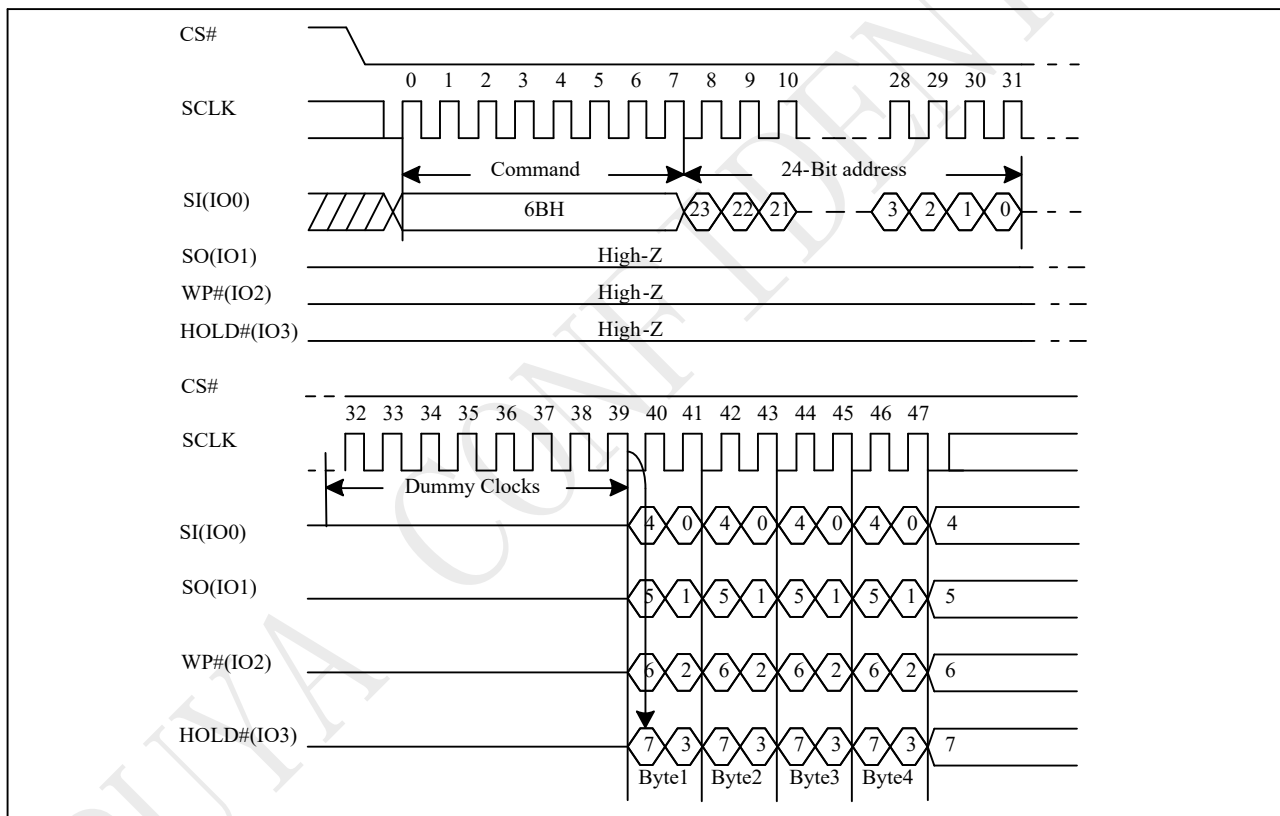 CS#
0 1 2 3 4 5 6 7 8 9 10 28 29 30 31
SCLK
Command 24-Bit address
SI(IO0) 6BH 23 22 21 3 2 1 0
SO(IO1) High-Z
WP#(IO2) High-Z
HOLD#(IO3) High-Z
CS#
32 33 34 35 36 37 38 39 40 41 42 43 44 45 46 47
SCLK
Dummy Clocks
SI(IO0) 4 0 4 0 4 0 4 0 4
SO(IO1) 5 1 5 1 5 1 5 1 5
WP#(IO2) 6 2 6 2 6 2 6 2 6
HOLD#(IO3) 7 3 7 3 7 3 7 3 7
Byte1 Byte2 Byte3 Byte4
PUYA CONFIDENT